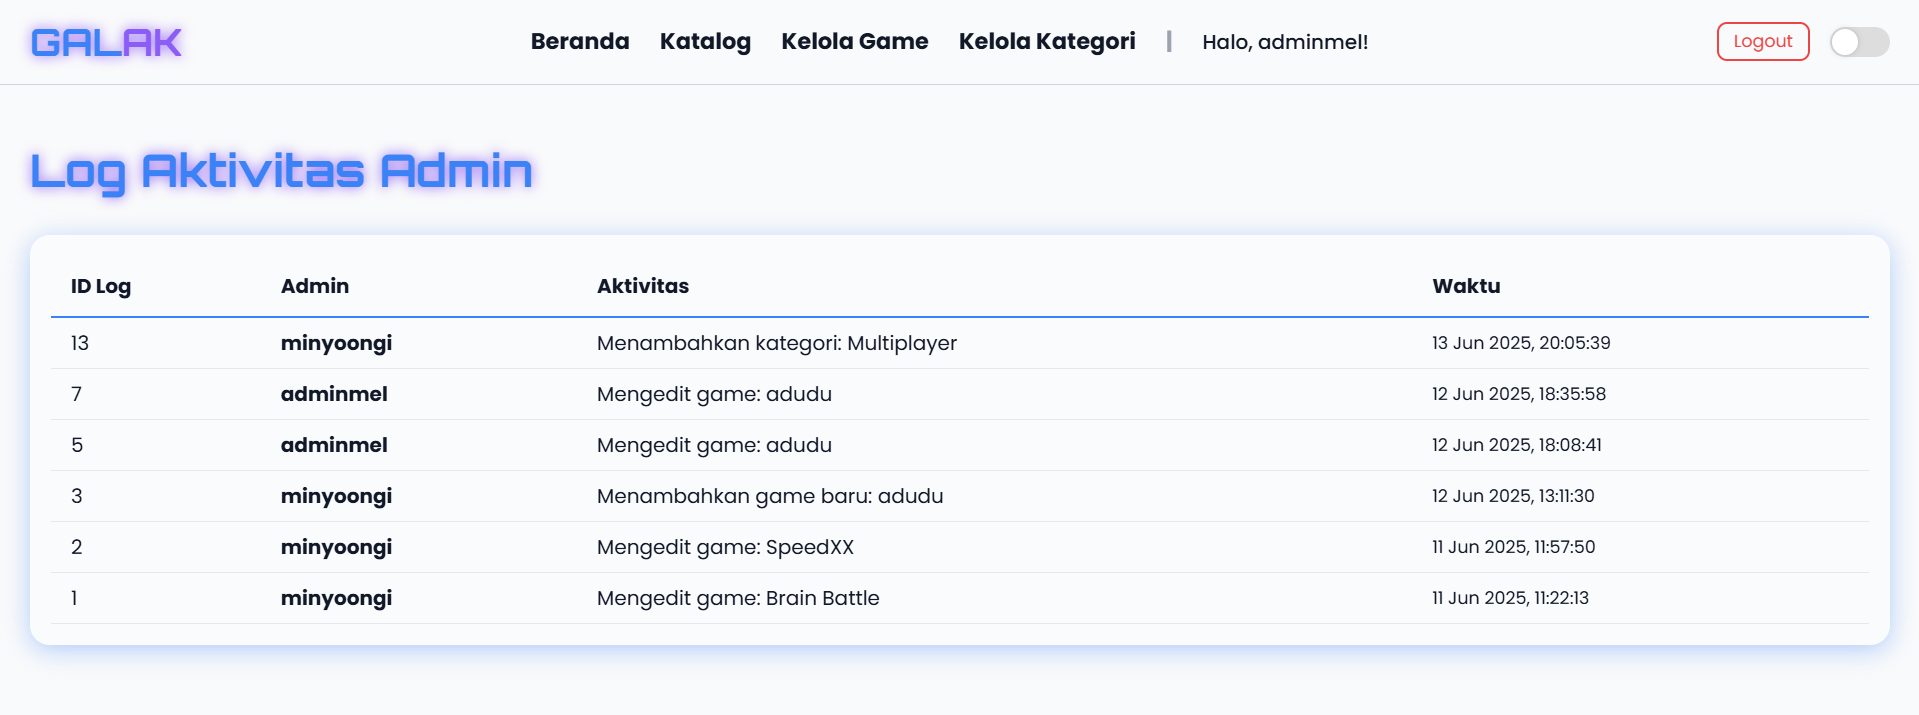 GALAK Beranda Katalog Kelola Game Kelola Kategori | Halo, adminmel! Logout
Log Aktivitas Admin
ID Log Admin Aktivitas Waktu
13 minyoongi Menambahkan kategori: Multiplayer 13 Jun 2025, 20:05:39
7 adminmel Mengedit game: adudu 12 Jun 2025, 18:35:58
5 adminmel Mengedit game: adudu 12 Jun 2025, 18:08:41
3 minyoongi Menambahkan game baru: adudu 12 Jun 2025, 13:11:30
2 minyoongi Mengedit game: SpeedXX 11 Jun 2025, 11:57:50
1 minyoongi Mengedit game: Brain Battle 11 Jun 2025, 11:22:13